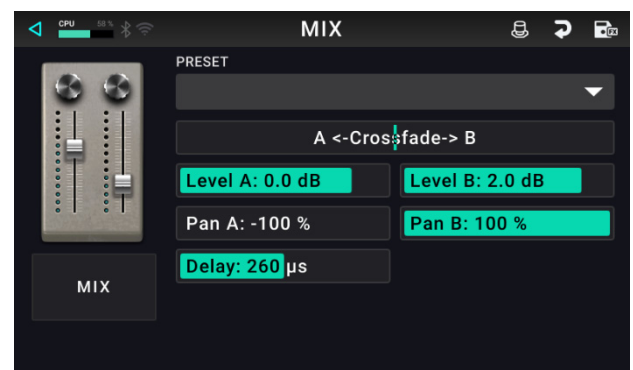 CPU 58% MIX
PRESET
A <-Crossfade-> B
Level A: 0.0 dB Level B: 2.0 dB
Pan A: -100 % Pan B: 100 %
Delay: 260 µs
MIX